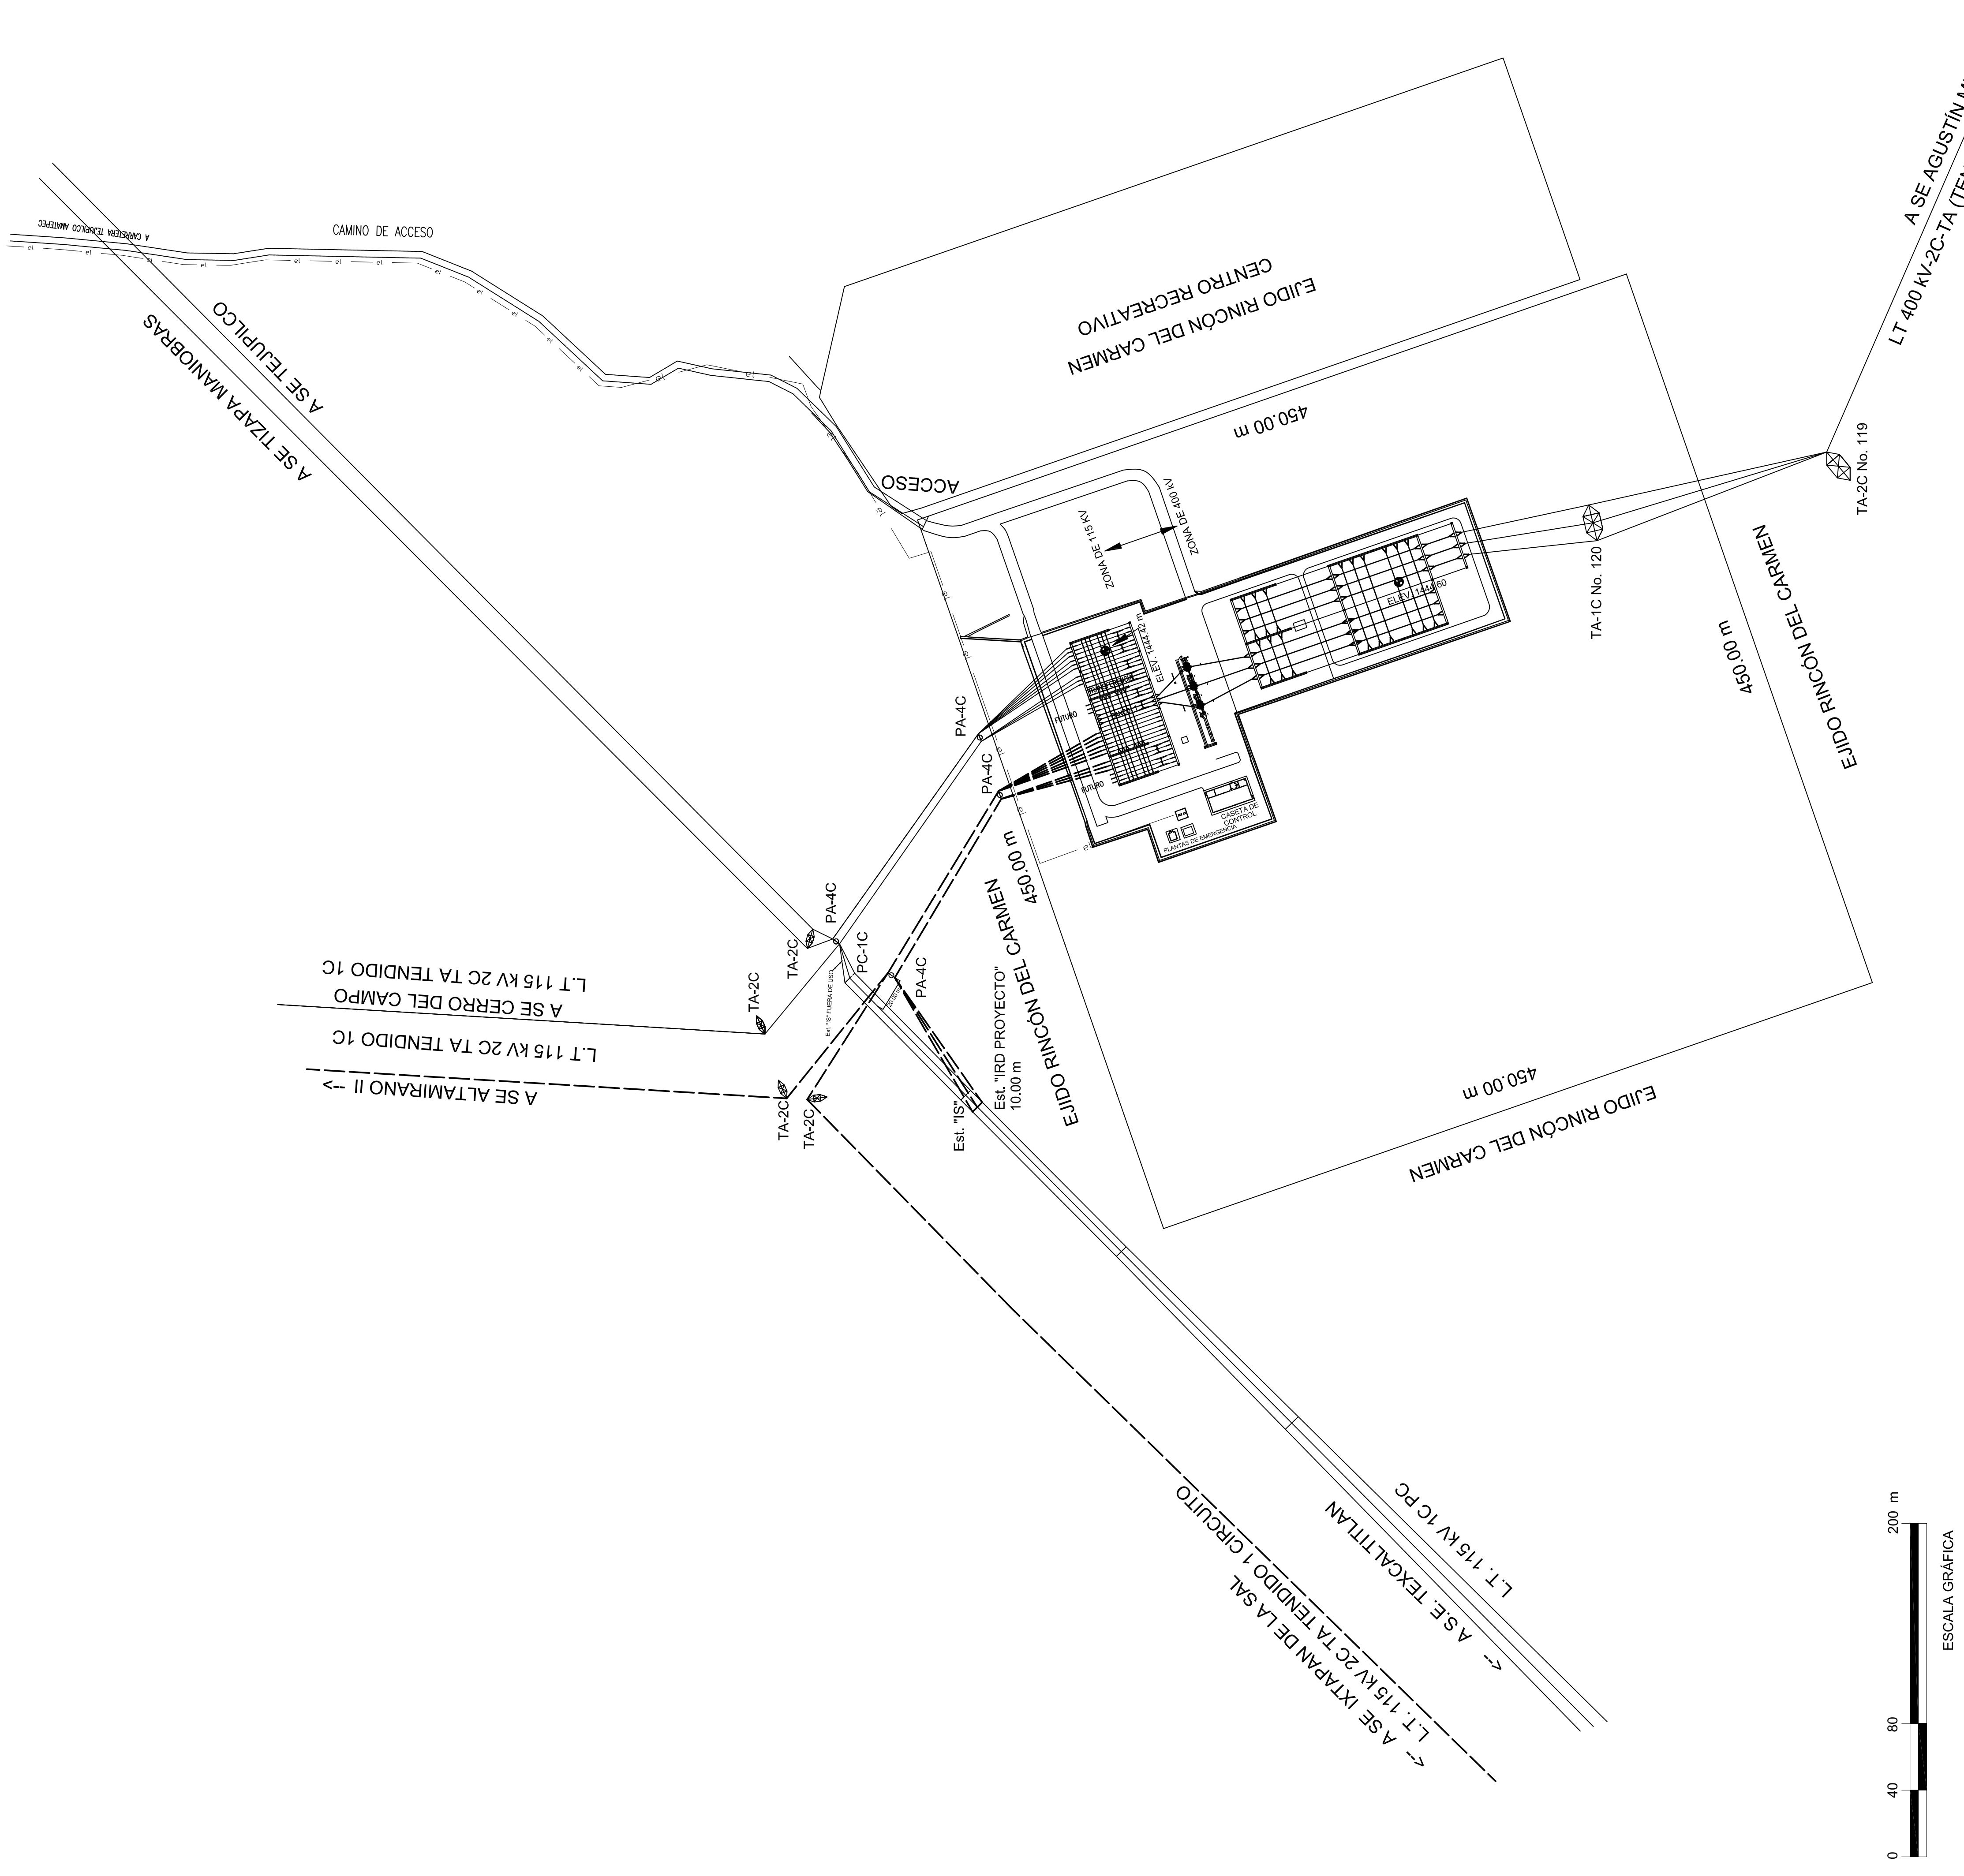 A CARRETERA TEJUPILCO AMATEPEC
CAMINO DE ACCESO
A SE TEJUPILCO
A SE TIZAPA MANIOBRAS
CENTRO RECREATIVO
EJIDO RINCÓN DEL CARMEN
450.00 m
A SE AGUSTÍN
LT 400 kV-2C-TA
ACCESO
ZONA DE 115 KV
ZONA DE 400 kV
TA-2C No. 119
TA-1C No. 120
EJIDO RINCÓN DEL CARMEN
450.00 m
ELEV. 1444.60
ELEV. 1444.42 m
PA-4C
PA-4C
FUTURO
FUTURO
CASETA DE
CONTROL
PLANTAS DE EMERGENCIA
450.00 m
EJIDO RINCÓN DEL CARMEN
PA-4C
PC-1C
TA-2C
TA-2C
Est. "IS" FUERA DE USO
20.00 m
PA-4C
L.T 115 kV 2C TA TENDIDO 1C
A SE CERRO DEL CAMPO
L.T 115 kV 2C TA TENDIDO 1C
A SE ALTAMIRANO II -->
TA-2C
TA-2C
Est. "IS"
Est. "IRD PROYECTO"
10.00 m
450.00 m
EJIDO RINCÓN DEL CARMEN
L.T. 115 kV 1C PC
<-- A S.E. TEXCALTITLAN
L.T. 115 kV 2C TA TENDIDO 1 CIRCUITO
<-- A SE IXTAPAN DE LA SAL
0 40 80 200 m
ESCALA GRÁFICA